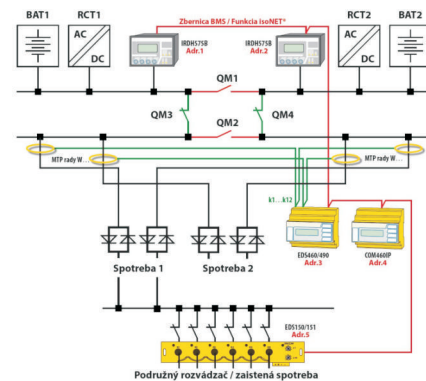 BAT1
RCT1
Zbernica BMS / Funkcia isoNET*
RCT2
BAT2
AC
DC
IRDH575B
Adr.1
IRDH575B
Adr.2
AC
DC
QM1
QM3
QM4
QM2
MTP rady W...
MTP rady W...
k1...k12
Spotreba 1
Spotreba 2
EDS460/490
Adr.3
COM460IP
Adr.4
EDS150/151
Adr.5
Podružný rozvádzač / zaistená spotreba